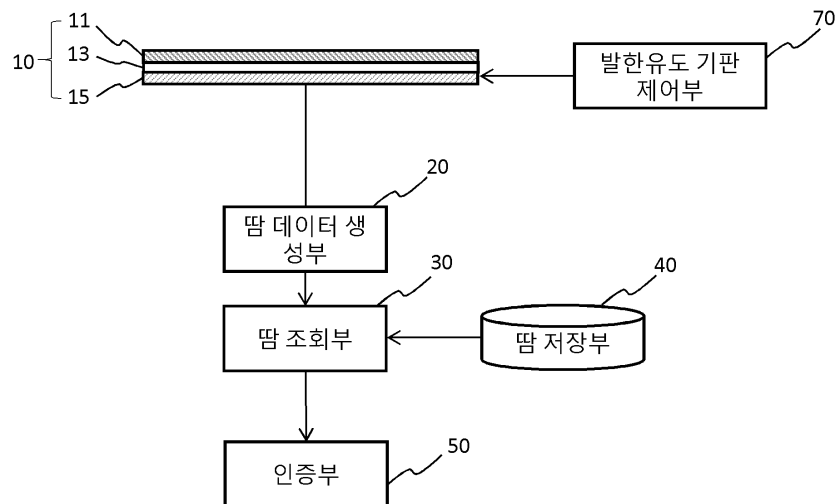 11
13
10
15
70
발한유도 기판
제어부
20
땀 데이터 생
성부
30
40
땀 조회부
땀 저장부
50
인증부